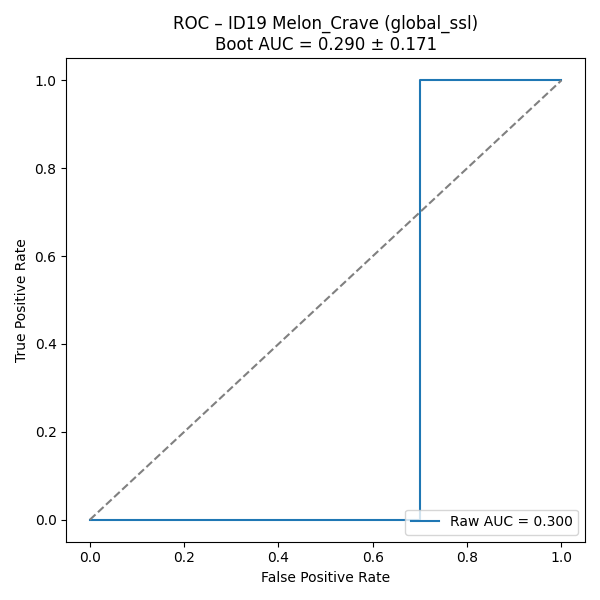 ROC – ID19 Melon_Crave (global_ssl)
Boot AUC = 0.290 ± 0.171
True Positive Rate
1.0
0.8
0.6
0.4
0.2
0.0
Raw AUC = 0.300
0.0 0.2 0.4 0.6 0.8 1.0
False Positive Rate